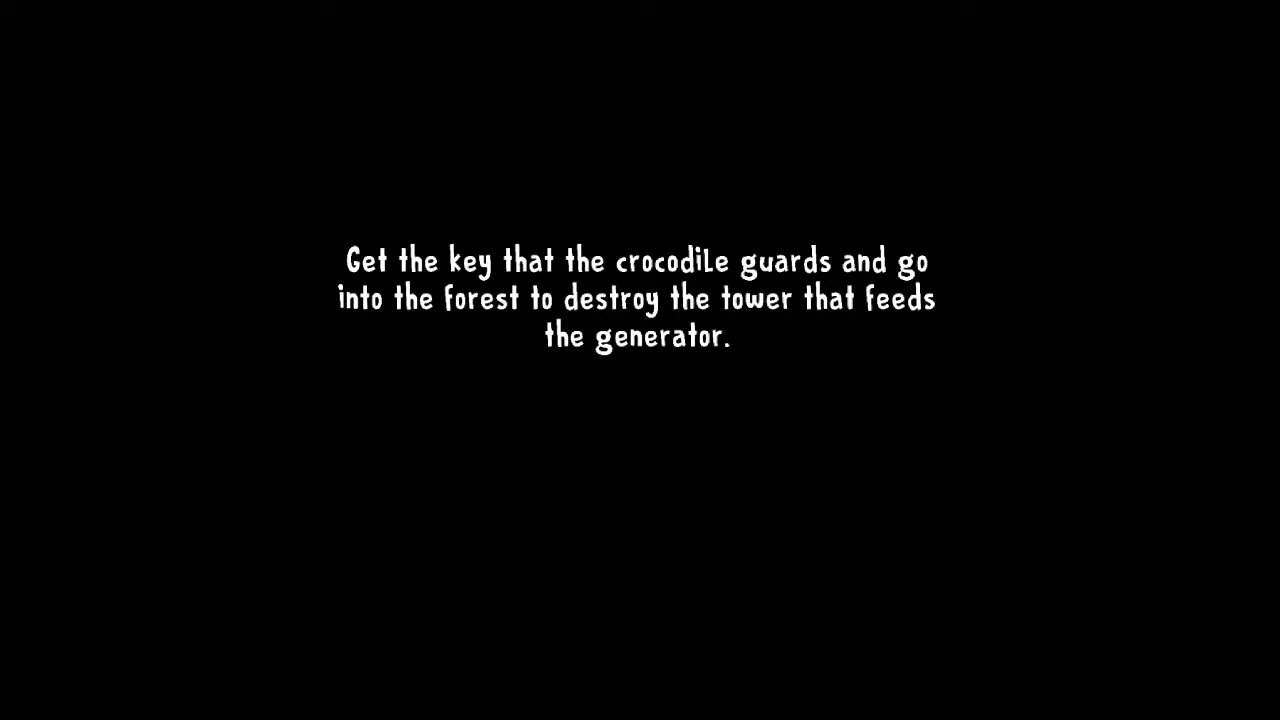 Get the key that the crocodile guards and go
into the forest to destroy the tower that feeds
the generator.